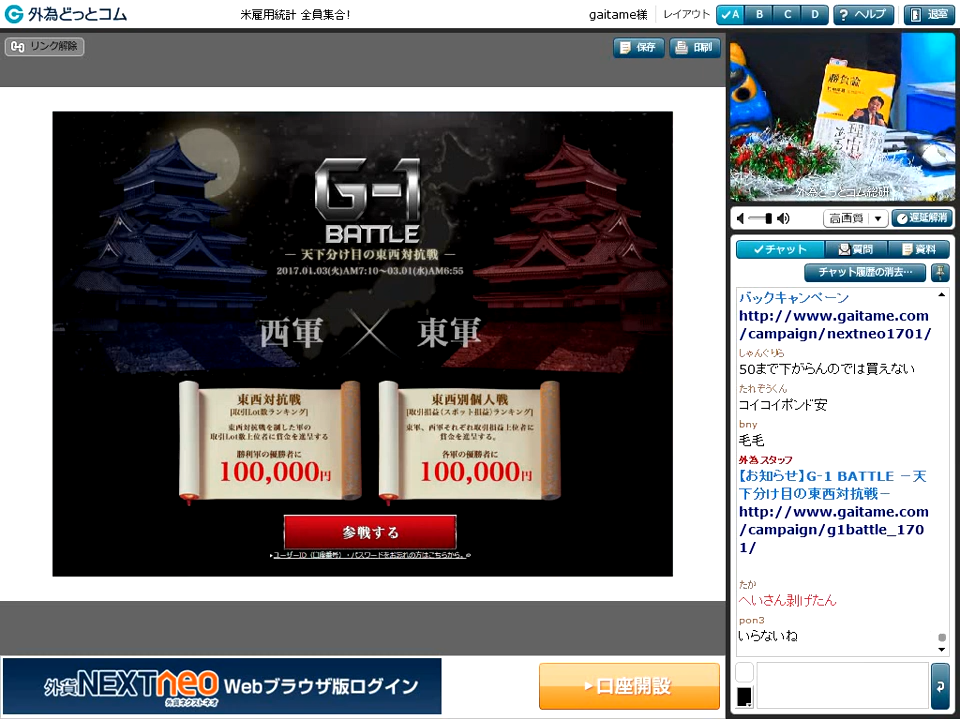 外為どっとコム
米雇用統計 全員集合!
gaitame様
レイアウト
A
B
C
D
? ヘルプ
退室
リンク解除
保存
印刷
G-1
BATTLE
― 天下分け目の東西対抗戦 ―
2017.01.03(火)AM7:10～03.01(水)AM6:55
西軍
東軍
東西対抗戦
[取引Lot数ランキング]
東西対抗戦を制した軍の
取引Lot数上位者に賞金を進呈する
勝利軍の優勝者に
100,000円
東西別個人戦
[取引損益(スポット損益)ランキング]
東軍、西軍それぞれ取引損益上位者に
賞金を進呈する。
各軍の優勝者に
100,000円
参戦する
ユーザーID（口座番号）・パスワードをお忘れの方はこちらから。
外貨NEXTneo
外貨ネクストネオ
Webブラウザ版ログイン
口座開設
勝負論
外為どっとコム総研
高画質
遅延解消
チャット
質問
資料
チャット履歴の消去…
バックキャンペーン
http://www.gaitame.com
/campaign/nextneo1701/
しゃんぐりら
50まで下がらんのでは買えない
たれぞうくん
コイコイポンド安
bny
毛毛
外為スタッフ
【お知らせ】G-1 BATTLE －天
下分け目の東西対抗戦－
http://www.gaitame.com
/campaign/g1battle_170
1/
たか
へいさん剥げたん
pon3
いらないね